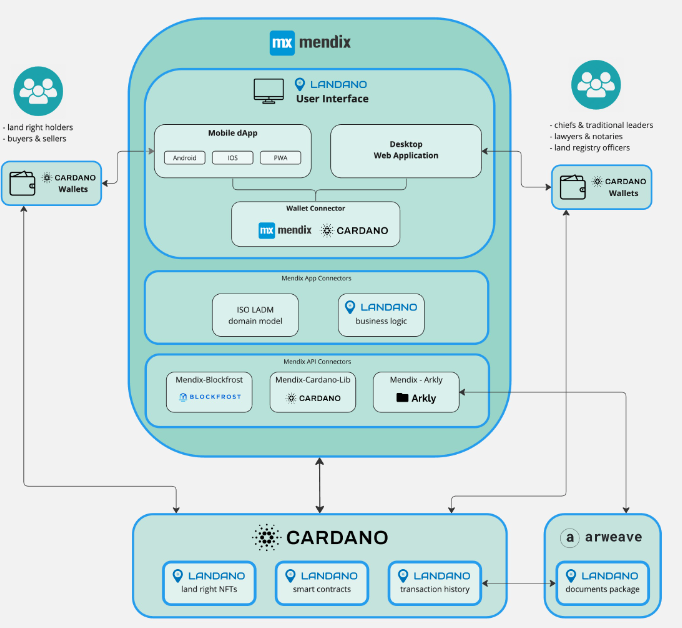 mx mendix
LANDANO
User Interface
- land right holders
- buyers & sellers
- chiefs & traditional leaders
- lawyers & notaries
- land registry officers
CARDANO
Wallets
Mobile dApp
Android
IOS
PWA
Desktop
Web Application
CARDANO
Wallets
Wallet Connector
mx mendix
CARDANO
Mendix App Connectors
ISO LADM
domain model
LANDANO
business logic
Mendix API Connectors
Mendix-Blockfrost
BLOCKFROST
Mendix-Cardano-Lib
CARDANO
Mendix - Arkly
Arkly
CARDANO
LANDANO
land right NFTs
LANDANO
smart contracts
LANDANO
transaction history
a arweave
LANDANO
documents package